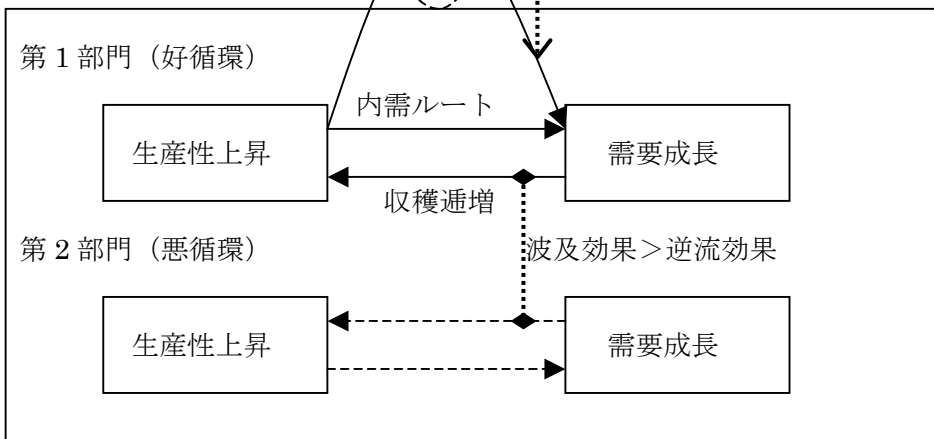 第1部門（好循環）
内需ルート
生産性上昇
需要成長
収穫逓増
第2部門（悪循環）
波及効果＞逆流効果
生産性上昇
需要成長